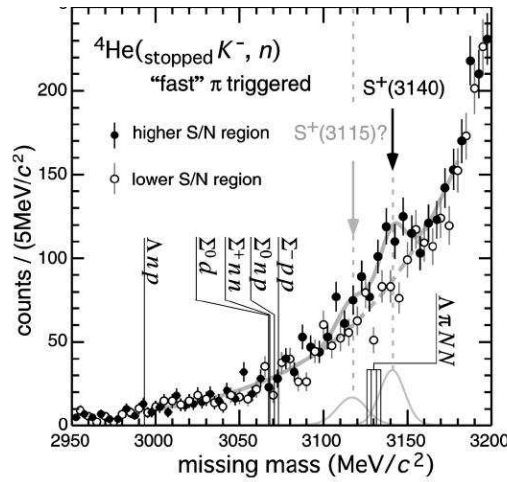 ⁴He(stopped K⁻, n)
"fast" π triggered
higher S/N region
lower S/N region
S⁺(3140)
S⁺(3115)?
Λnp
Σ⁰d
Σ⁺nn
Σ⁰np
Σ⁻pp
ΛπNN
counts / (5MeV/c²)
0
50
100
150
200
2950
3000
3050
3100
3150
3200
missing mass (MeV/c²)